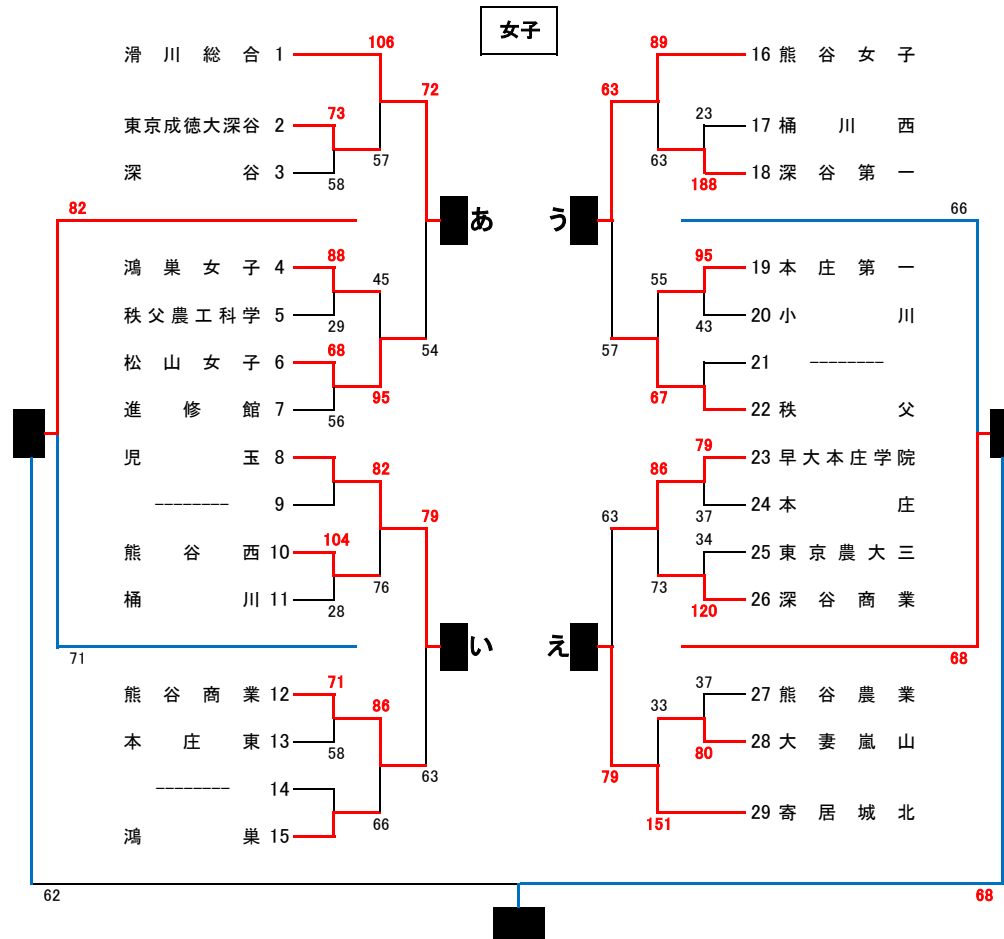 女子
106
89
滑川総合 1
16 熊谷女子
72
63
東京成徳大深谷 2
73
23
17 桶川西
57
63
深谷 3
58
188
18 深谷第一
82
66
あ
う
鴻巣女子 4
88
45
55
95
19 本庄第一
秩父農工科学 5
29
43
20 小川
54
57
松山女子 6
68
21 --------
95
67
進修館 7
56
22 秩父
児玉 8
82
86
79
23 早大本庄学院
-------- 9
37
24 本庄
79
63
熊谷西 10
104
34
25 東京農大三
76
73
桶川 11
28
120
26 深谷商業
い
え
71
68
熊谷商業 12
71
86
33
37
27 熊谷農業
本庄東 13
58
80
28 大妻嵐山
63
79
-------- 14
66
151
29 寄居城北
鴻巣 15
62
68